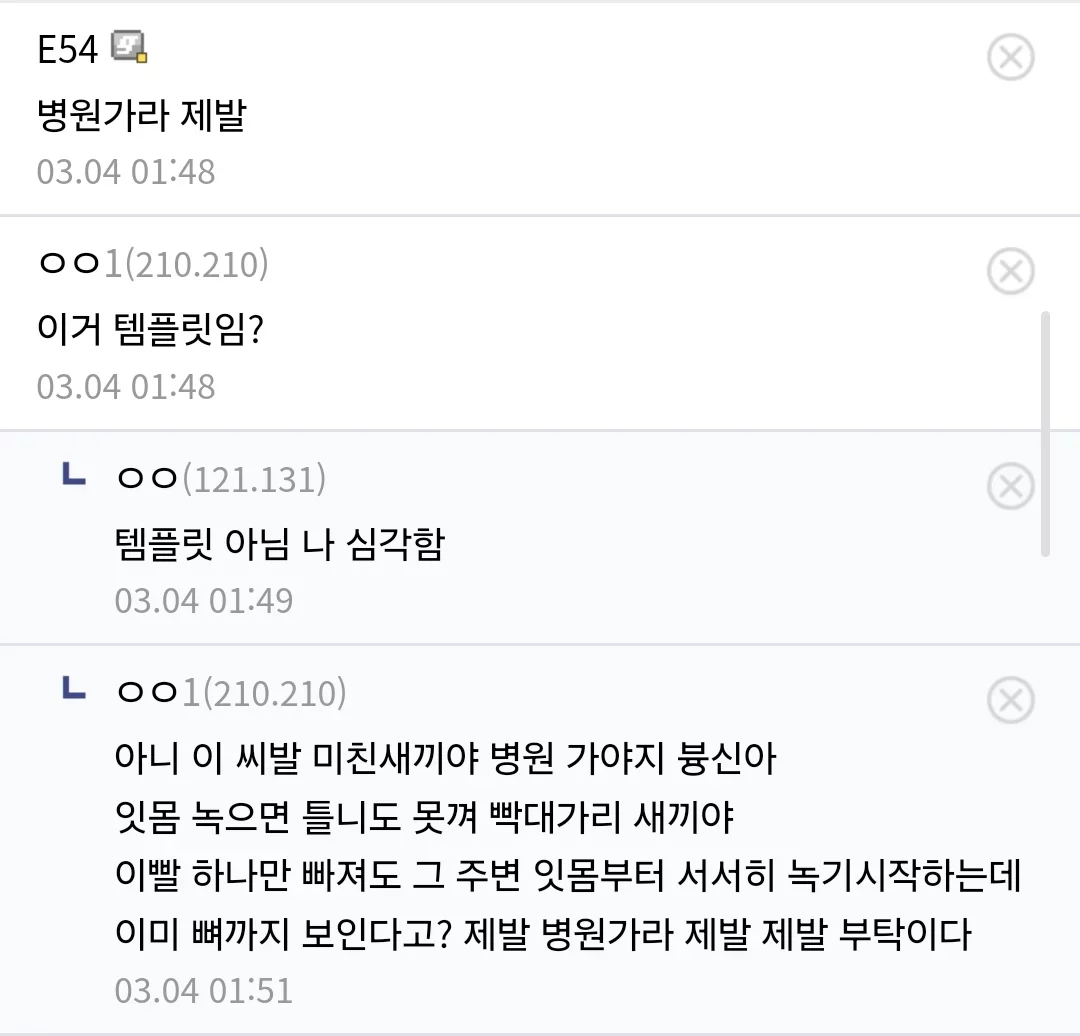 E54
병원가라 제발
03.04 01:48
ㅇㅇ1(210.210)
이거 템플릿임?
03.04 01:48
ㅇㅇ(121.131)
템플릿 아님 나 심각함
03.04 01:49
ㅇㅇ1(210.210)
아니 이 씨발 미친새끼야 병원 가야지 븅신아
잇몸 녹으면 틀니도 못껴 빡대가리 새끼야
이빨 하나만 빠져도 그 주변 잇몸부터 서서히 녹기시작하는데
이미 뼈까지 보인다고? 제발 병원가라 제발 제발 부탁이다
03.04 01:51